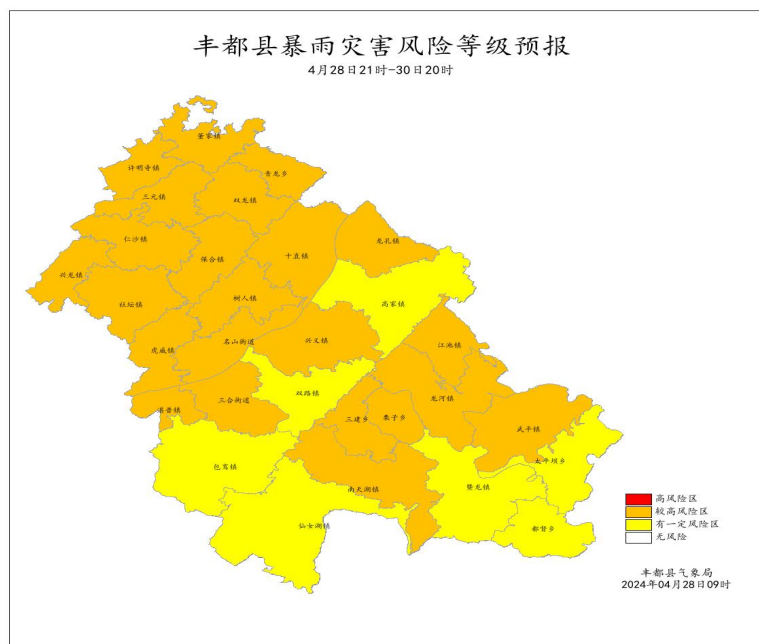 丰都县暴雨灾害风险等级预报
4月28日21时-30日20时
董家镇
许明寺镇
青龙乡
三元镇
双龙镇
仁沙镇
龙孔镇
保合镇
十直镇
兴龙镇
社坛镇
树人镇
高家镇
虎威镇
名山街道
兴义镇
江池镇
双路镇
三合街道
龙河镇
湛普镇
三建乡
栗子乡
武平镇
太平坝乡
包鸾镇
南天湖镇
暨龙镇
仙女湖镇
都督乡
高风险区
较高风险区
有一定风险区
无风险
丰都县气象局
2024年04月28日09时